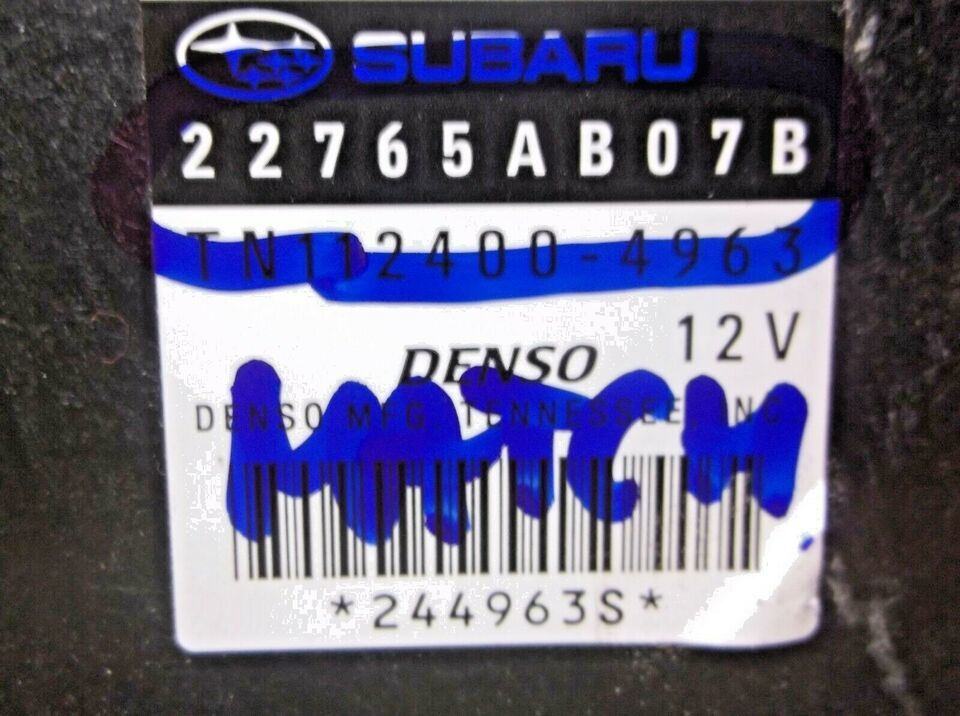 SUBARU
22765AB07B
TN112400-4963
DENSO 12V
DENSO MFG. TENNESSEE, INC.
MATCH
*244963S*